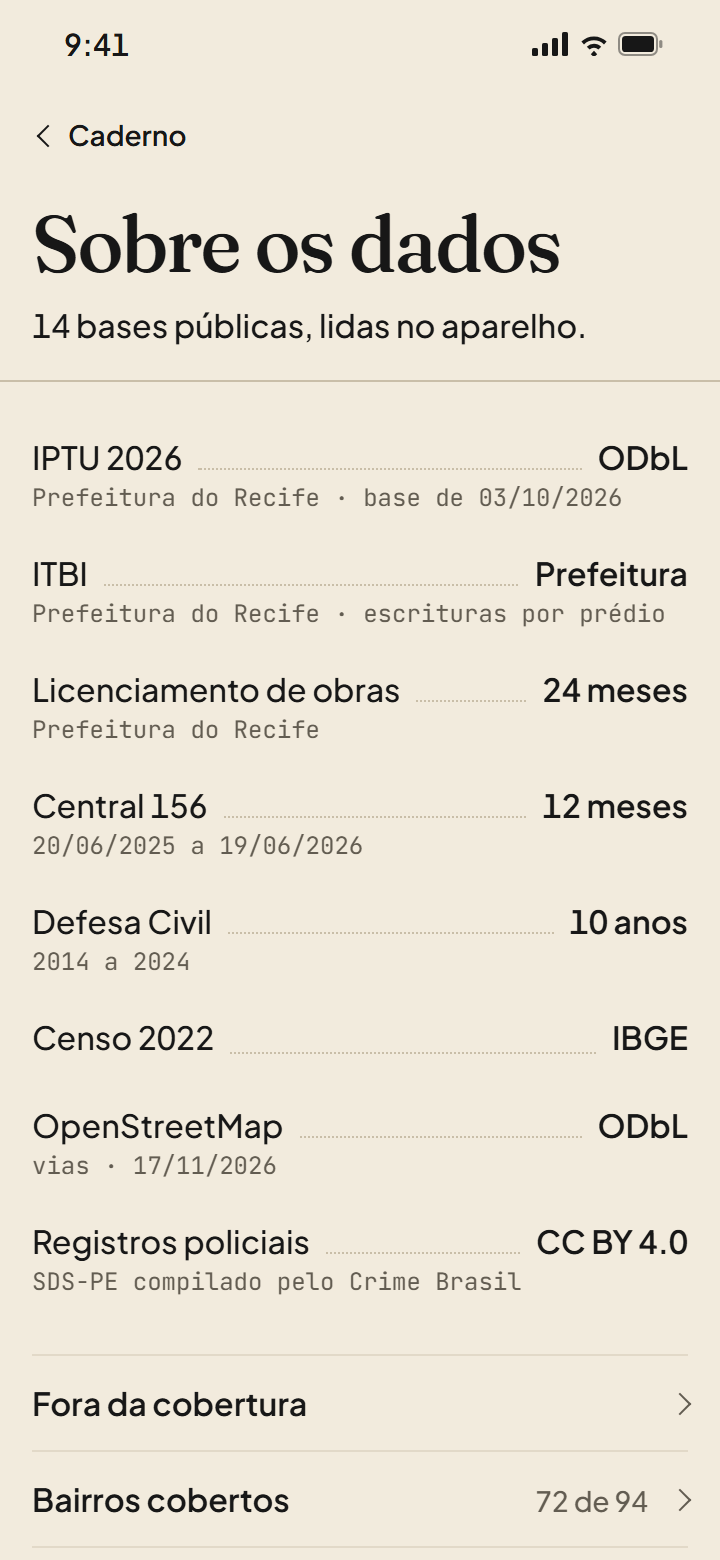 9:41
Caderno
Sobre os dados
14 bases públicas, lidas no aparelho.
IPTU 2026 ODbL
Prefeitura do Recife · base de 03/10/2026
ITBI Prefeitura
Prefeitura do Recife · escrituras por prédio
Licenciamento de obras 24 meses
Prefeitura do Recife
Central 156 12 meses
20/06/2025 a 19/06/2026
Defesa Civil 10 anos
2014 a 2024
Censo 2022 IBGE
OpenStreetMap ODbL
vias · 17/11/2026
Registros policiais CC BY 4.0
SDS-PE compilado pelo Crime Brasil
Fora da cobertura
Bairros cobertos 72 de 94